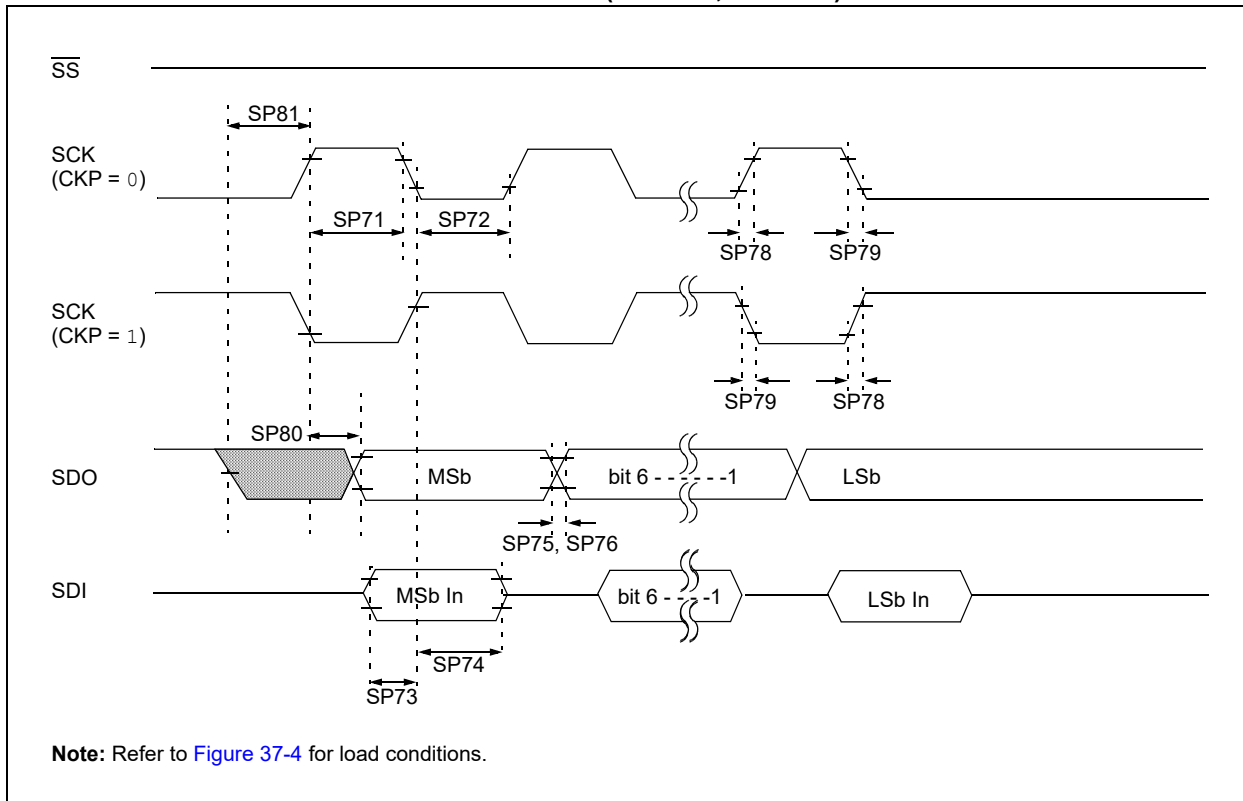 SS
SP81
SCK
(CKP = 0)
SP71
SP72
SP78
SP79
SCK
(CKP = 1)
SP79
SP78
SP80
SDO
MSb
bit 6 - - - - - -1
LSb
SP75, SP76
SDI
MSb In
bit 6 - - - - -1
LSb In
SP74
SP73
Note: Refer to Figure 37-4 for load conditions.